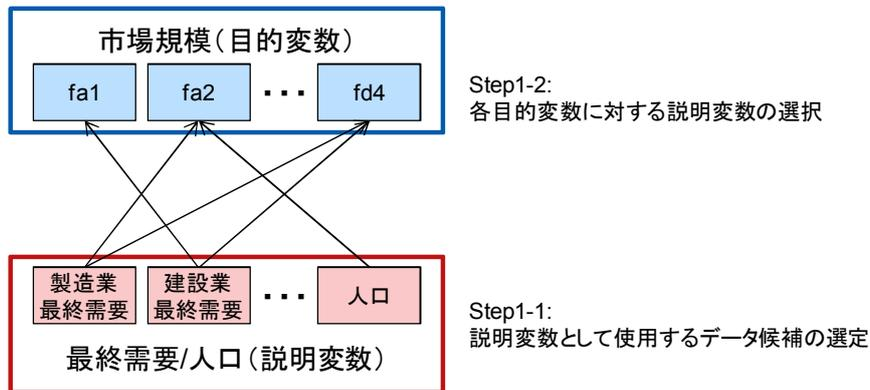 市場規模（目的変数）
fa1
fa2
・・・
fd4
Step1-2:
各目的変数に対する説明変数の選択
製造業
最終需要
建設業
最終需要
・・・
人口
最終需要/人口（説明変数）
Step1-1:
説明変数として使用するデータ候補の選定